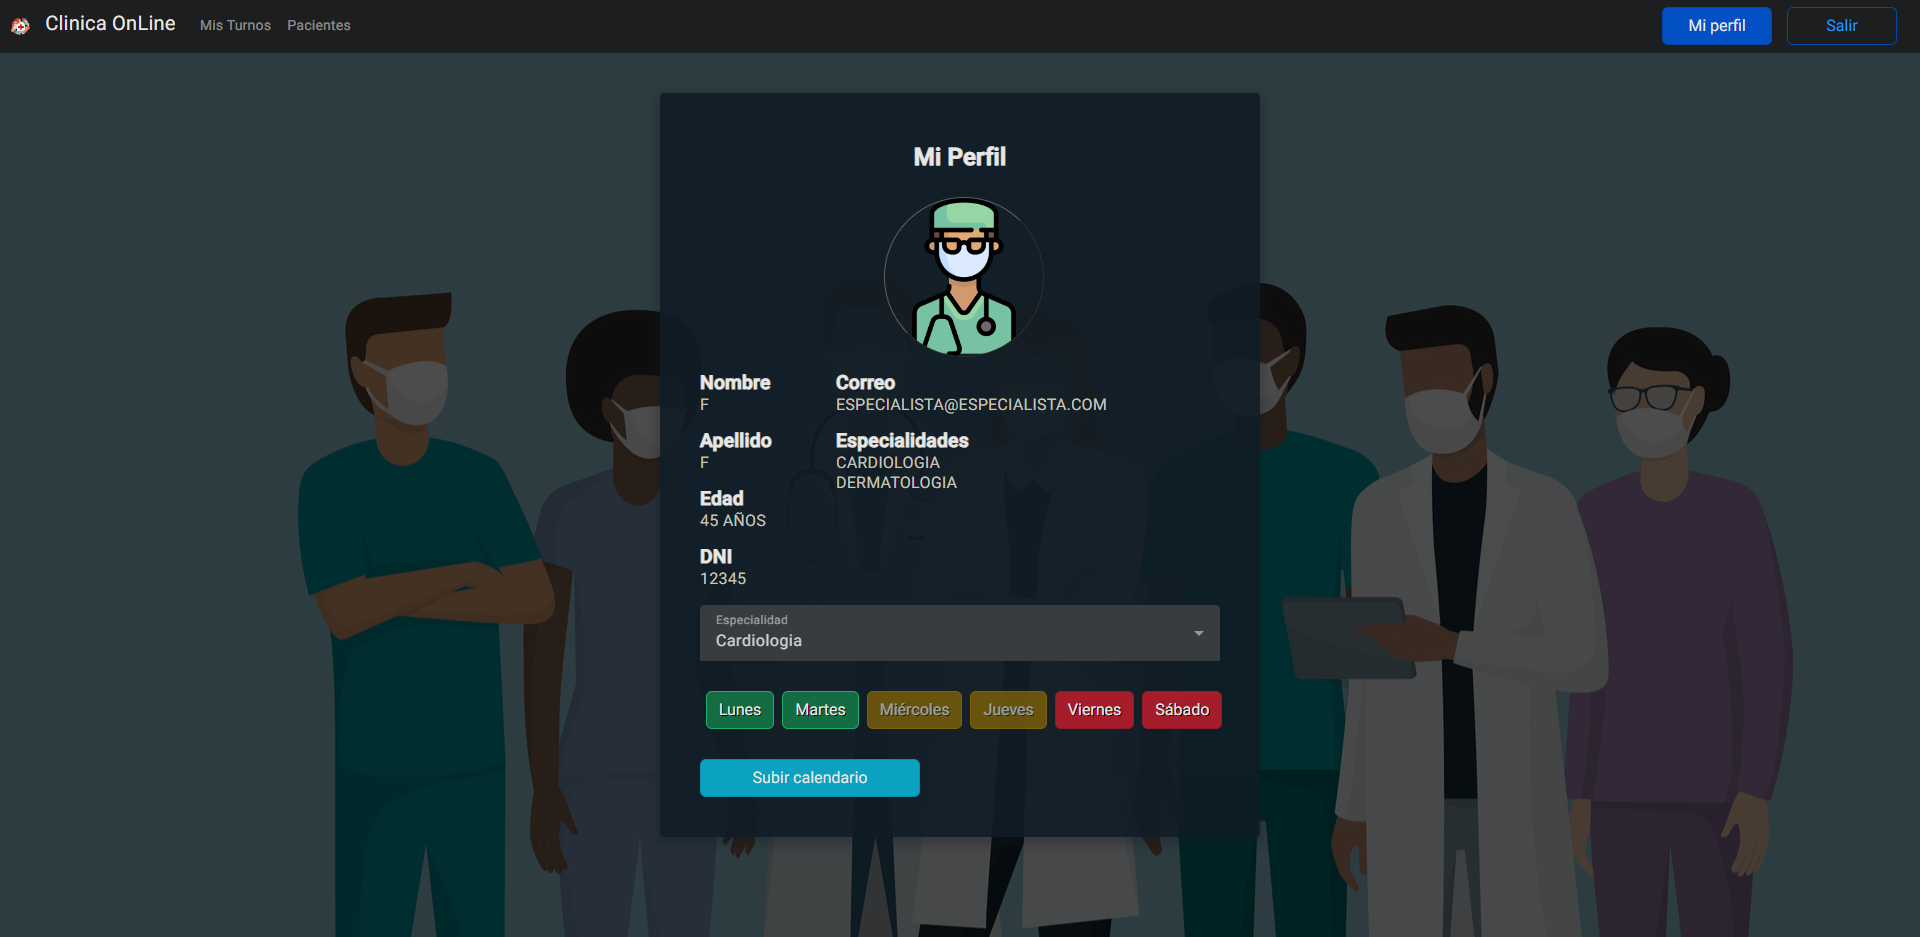 Clinica OnLine Mis Turnos Pacientes Mi perfil Salir
Mi Perfil
Nombre
F
Apellido
F
Edad
45 AÑOS
DNI
12345
Correo
ESPECIALISTA@ESPECIALISTA.COM
Especialidades
CARDIOLOGIA
DERMATOLOGIA
Especialidad
Cardiologia
Lunes Martes Miércoles Jueves Viernes Sábado
Subir calendario